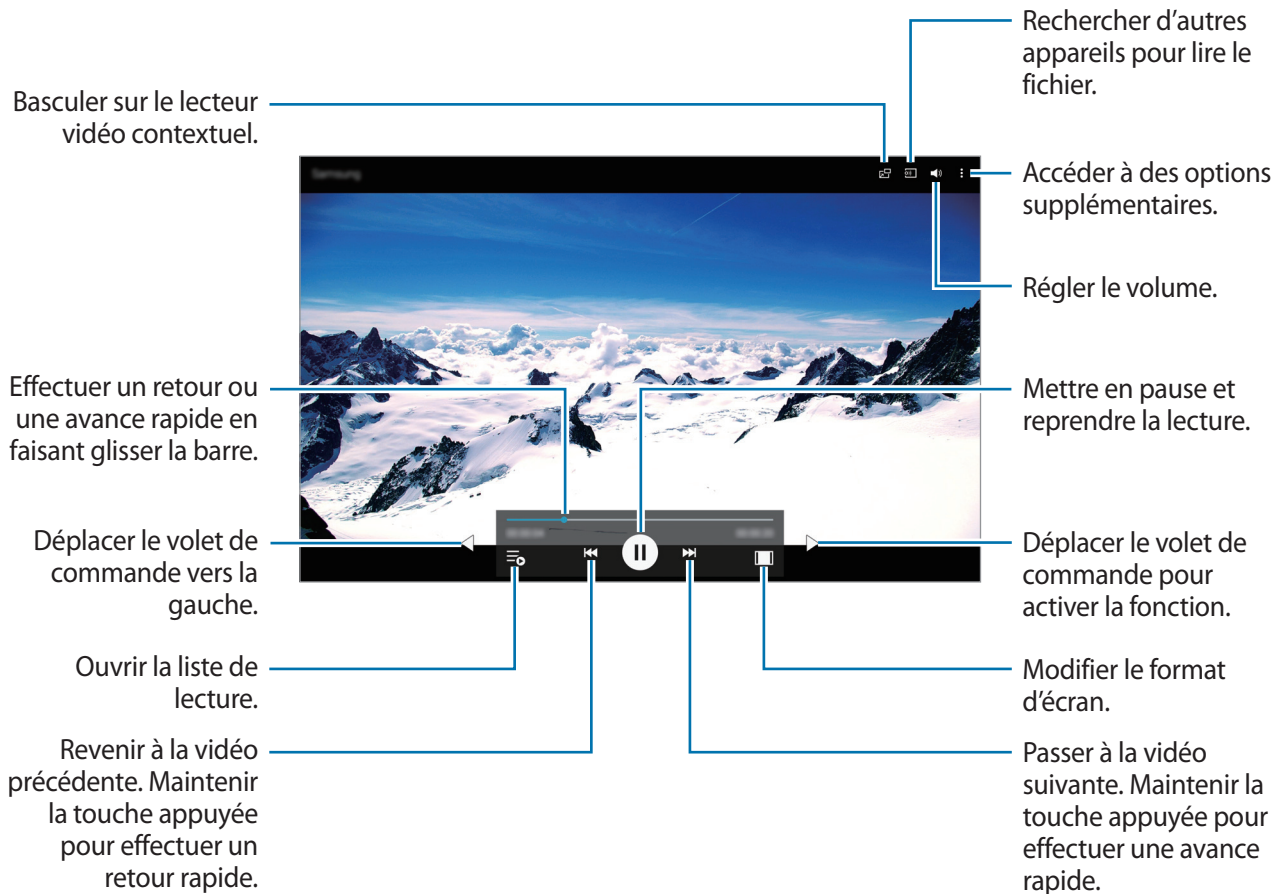 Rechercher d'autres
appareils pour lire le
fichier.
Basculer sur le lecteur
vidéo contextuel.
Samsung
Accéder à des options
supplémentaires.
Régler le volume.
Effectuer un retour ou
une avance rapide en
faisant glisser la barre.
Mettre en pause et
reprendre la lecture.
Déplacer le volet de
commande vers la
gauche.
Déplacer le volet de
commande pour
activer la fonction.
Ouvrir la liste de
lecture.
Modifier le format
d'écran.
Revenir à la vidéo
précédente. Maintenir
la touche appuyée
pour effectuer un
retour rapide.
Passer à la vidéo
suivante. Maintenir la
touche appuyée pour
effectuer une avance
rapide.